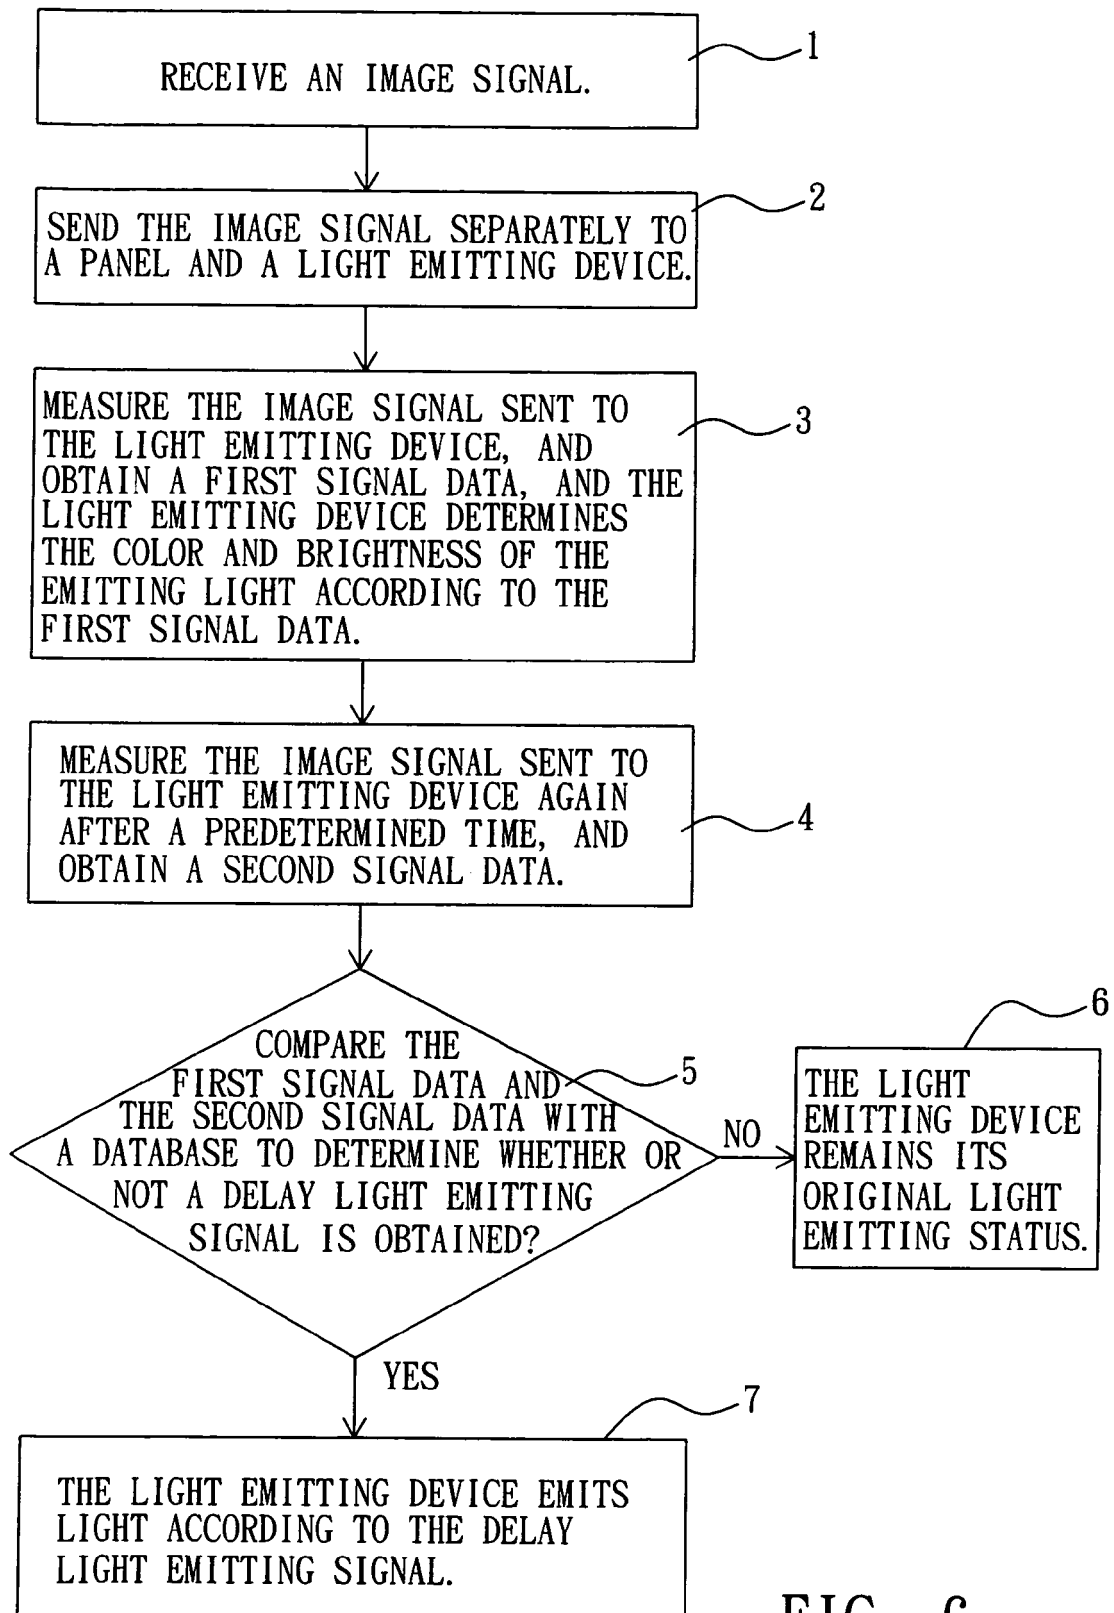 RECEIVE AN IMAGE SIGNAL.
1
SEND THE IMAGE SIGNAL SEPARATELY TO
A PANEL AND A LIGHT EMITTING DEVICE.
2
MEASURE THE IMAGE SIGNAL SENT TO
THE LIGHT EMITTING DEVICE, AND
OBTAIN A FIRST SIGNAL DATA, AND THE
LIGHT EMITTING DEVICE DETERMINES
THE COLOR AND BRIGHTNESS OF THE
EMITTING LIGHT ACCORDING TO THE
FIRST SIGNAL DATA.
3
MEASURE THE IMAGE SIGNAL SENT TO
THE LIGHT EMITTING DEVICE AGAIN
AFTER A PREDETERMINED TIME, AND
OBTAIN A SECOND SIGNAL DATA.
4
COMPARE THE
FIRST SIGNAL DATA AND
THE SECOND SIGNAL DATA WITH
A DATABASE TO DETERMINE WHETHER OR
NOT A DELAY LIGHT EMITTING
SIGNAL IS OBTAINED?
5
NO
6
THE LIGHT
EMITTING DEVICE
REMAINS ITS
ORIGINAL LIGHT
EMITTING STATUS.
YES
7
THE LIGHT EMITTING DEVICE EMITS
LIGHT ACCORDING TO THE DELAY
LIGHT EMITTING SIGNAL.